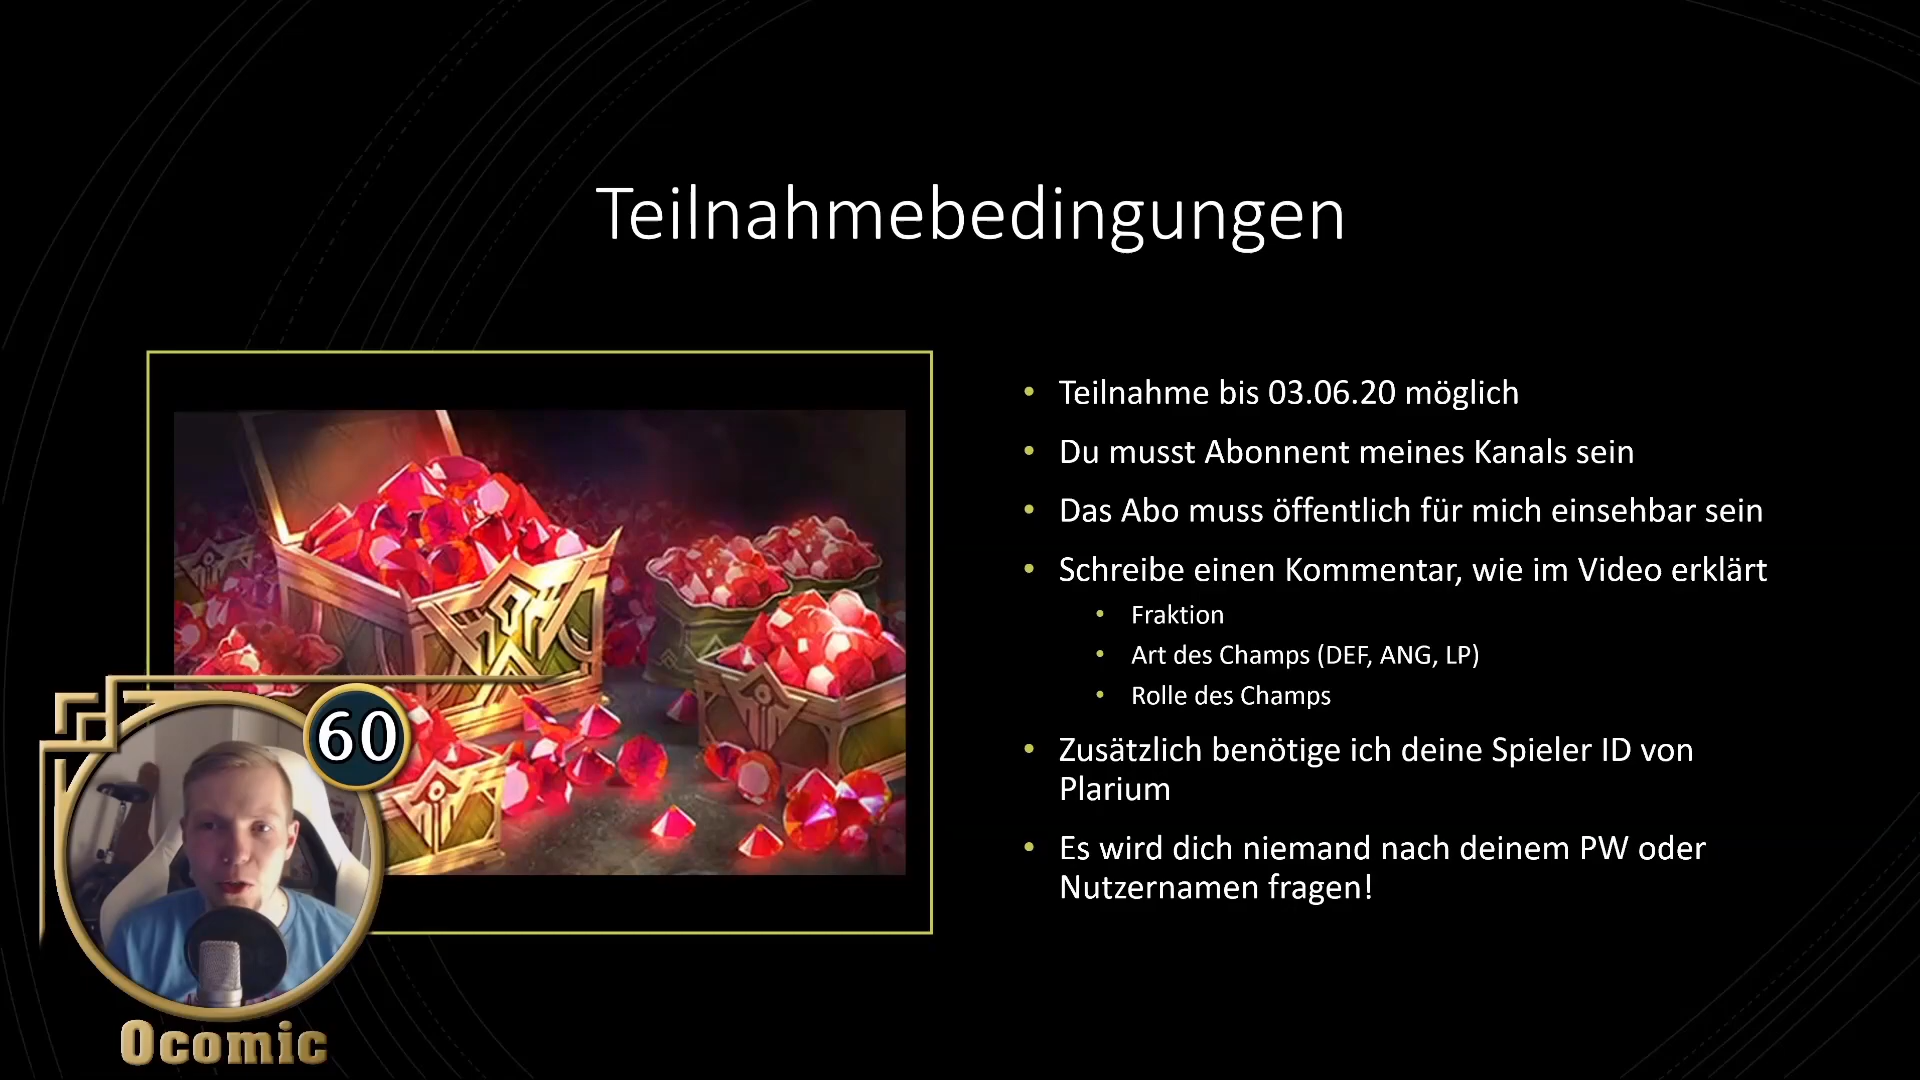 Teilnahmebedingungen
• Teilnahme bis 03.06.20 möglich
• Du musst Abonnent meines Kanals sein
• Das Abo muss öffentlich für mich einsehbar sein
• Schreibe einen Kommentar, wie im Video erklärt
• Fraktion
• Art des Champs (DEF, ANG, LP)
• Rolle des Champs
• Zusätzlich benötige ich deine Spieler ID von
Plarium
• Es wird dich niemand nach deinem PW oder
Nutzernamen fragen!
60
Ocomic